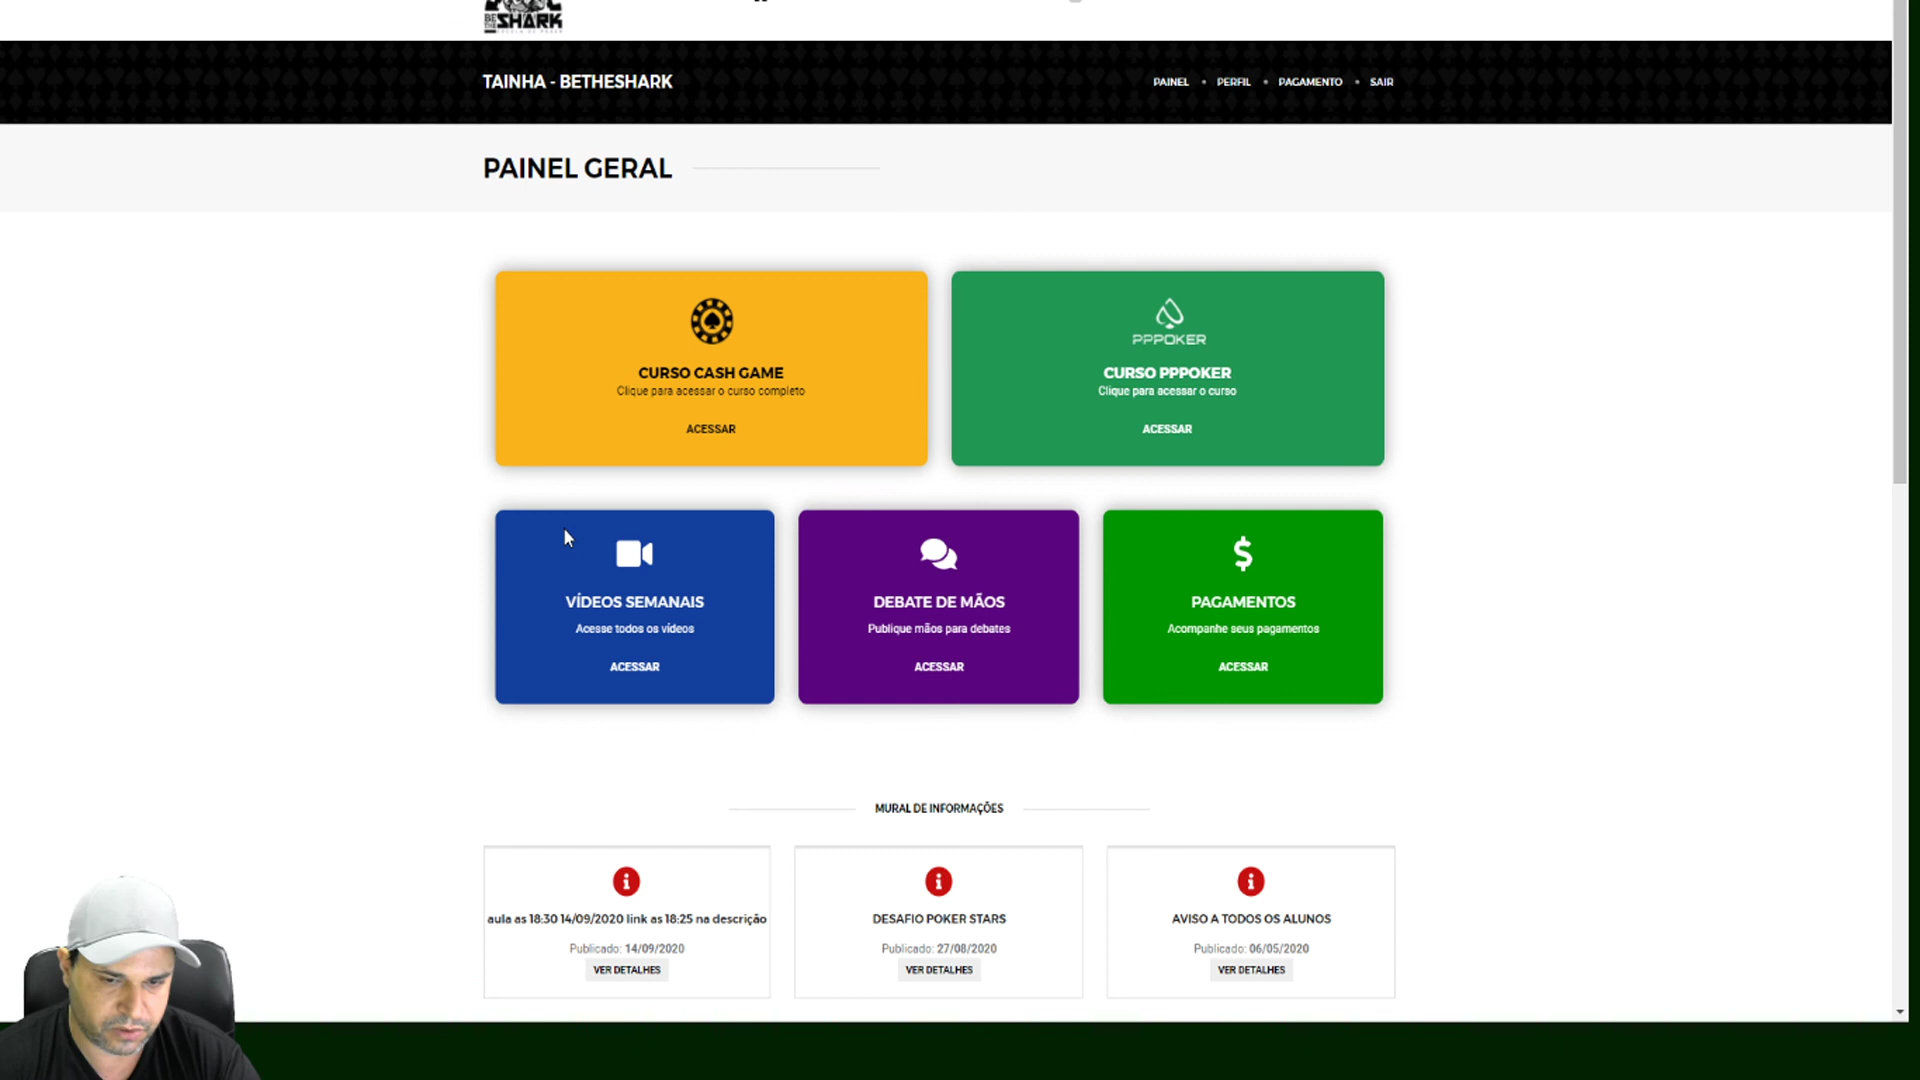 BE
SHARK
TAINHA - BETHESHARK
PAINEL • PERFIL • PAGAMENTO • SAIR
PAINEL GERAL
CURSO CASH GAME
Clique para acessar o curso completo
ACESSAR
PPPOKER
CURSO PPPOKER
Clique para acessar o curso
ACESSAR
VÍDEOS SEMANAIS
Acesse todos os vídeos
ACESSAR
DEBATE DE MÃOS
Publique mãos para debates
ACESSAR
PAGAMENTOS
Acompanhe seus pagamentos
ACESSAR
MURAL DE INFORMAÇÕES
aula as 18:30 14/09/2020 link as 18:25 na descrição
Publicado: 14/09/2020
VER DETALHES
DESAFIO POKER STARS
Publicado: 27/08/2020
VER DETALHES
AVISO A TODOS OS ALUNOS
Publicado: 06/05/2020
VER DETALHES